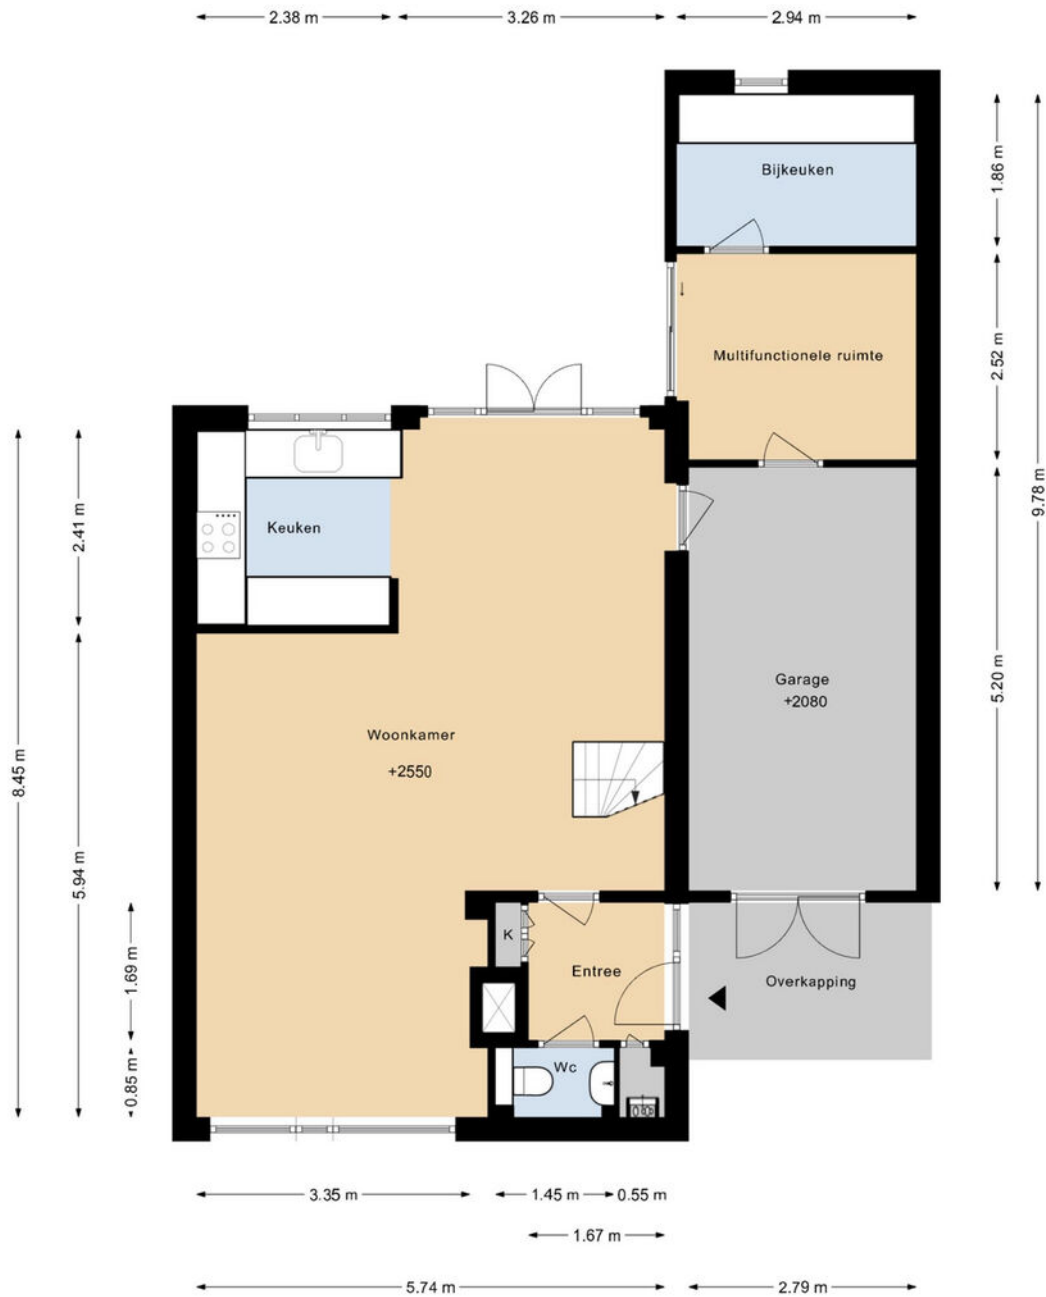 2.38 m
3.26 m
2.94 m
Bijkeuken
1.86 m
Multifunctionele ruimte
2.52 m
9.78 m
Keuken
2.41 m
Garage
+2080
5.20 m
Woonkamer
+2550
8.45 m
5.94 m
K
Entree
Overkapping
1.69 m
Wc
0.85 m
3.35 m
1.45 m
0.55 m
1.67 m
5.74 m
2.79 m